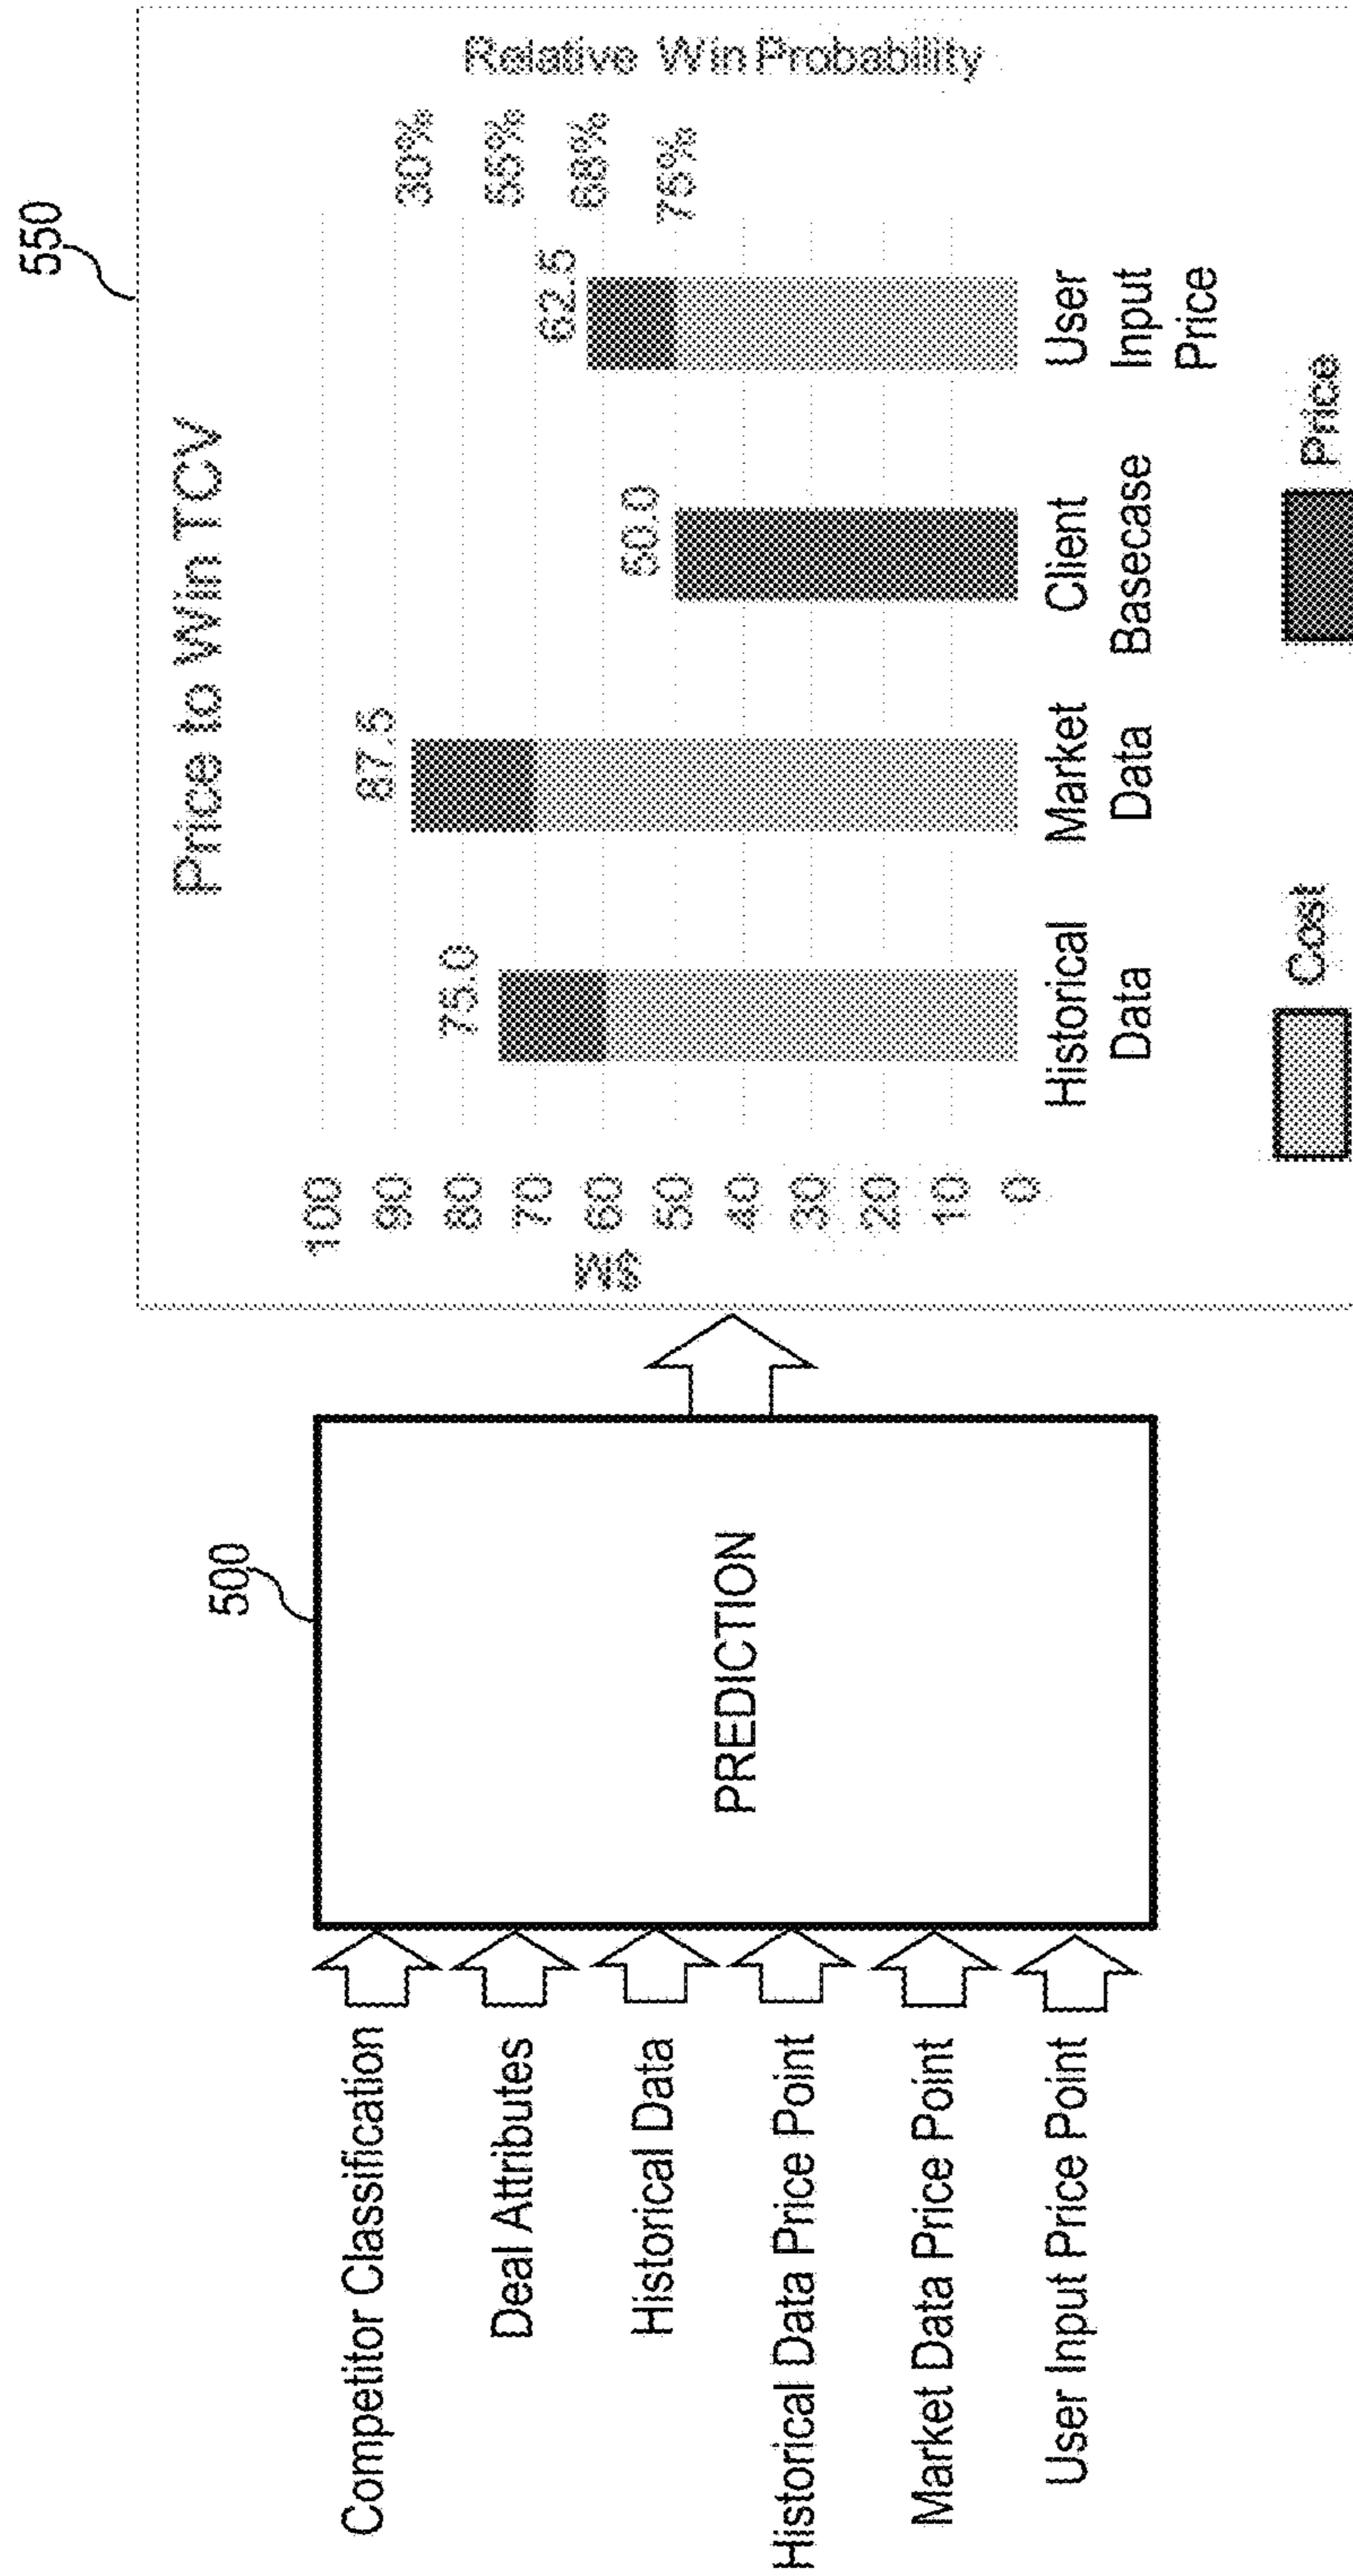 Competitor Classification
Deal Attributes
Historical Data
Historical Data Price Point
Market Data Price Point
User Input Price Point
500
PREDICTION
550
Price to Win TCV
$M
100
90
80
70
60
50
40
30
20
10
0
75.0
87.5
50.0
62.5
30%
55%
68%
75%
Relative Win Probability
Historical
Data
Market
Data
Client
Basecase
User
Input
Price
Cost
Price